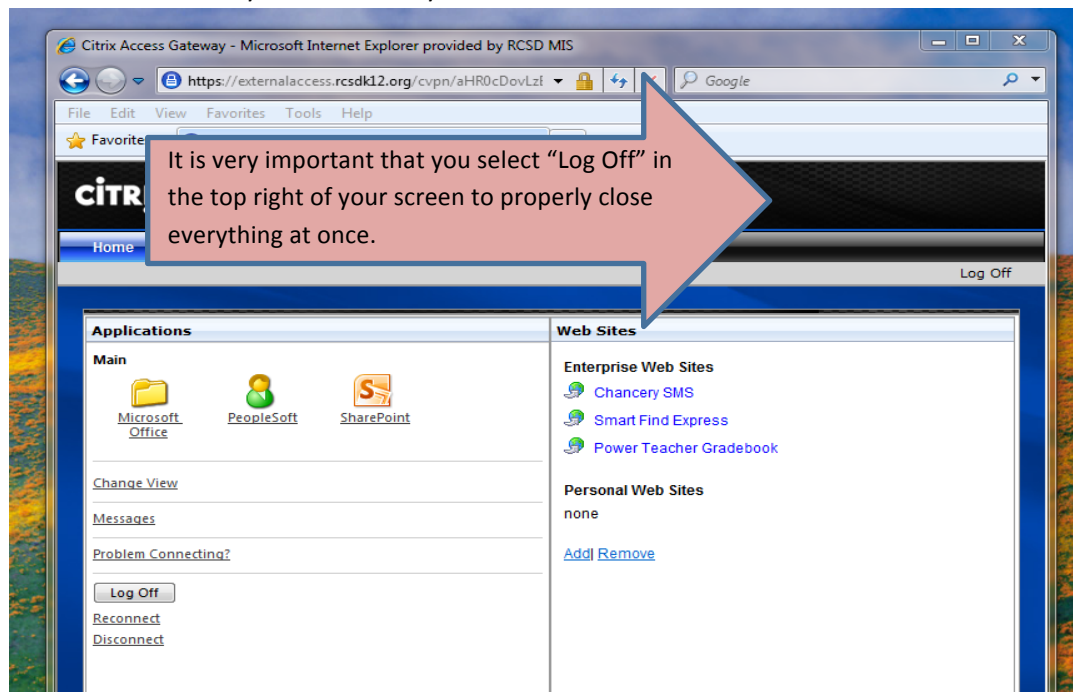 Citrix Access Gateway - Microsoft Internet Explorer provided by RCSD MIS
https://externalaccess.rcsdk12.org/cvpn/aHR0cDovLzE
Google
File Edit View Favorites Tools Help
Favorite
It is very important that you select “Log Off” in
the top right of your screen to properly close
everything at once.
CİTR
Home
Log Off
Applications
Web Sites
Main
Microsoft
Office
PeopleSoft
SharePoint
Change View
Messages
Problem Connecting?
Log Off
Reconnect
Disconnect
Enterprise Web Sites
Chancery SMS
Smart Find Express
Power Teacher Gradebook
Personal Web Sites
none
Add| Remove